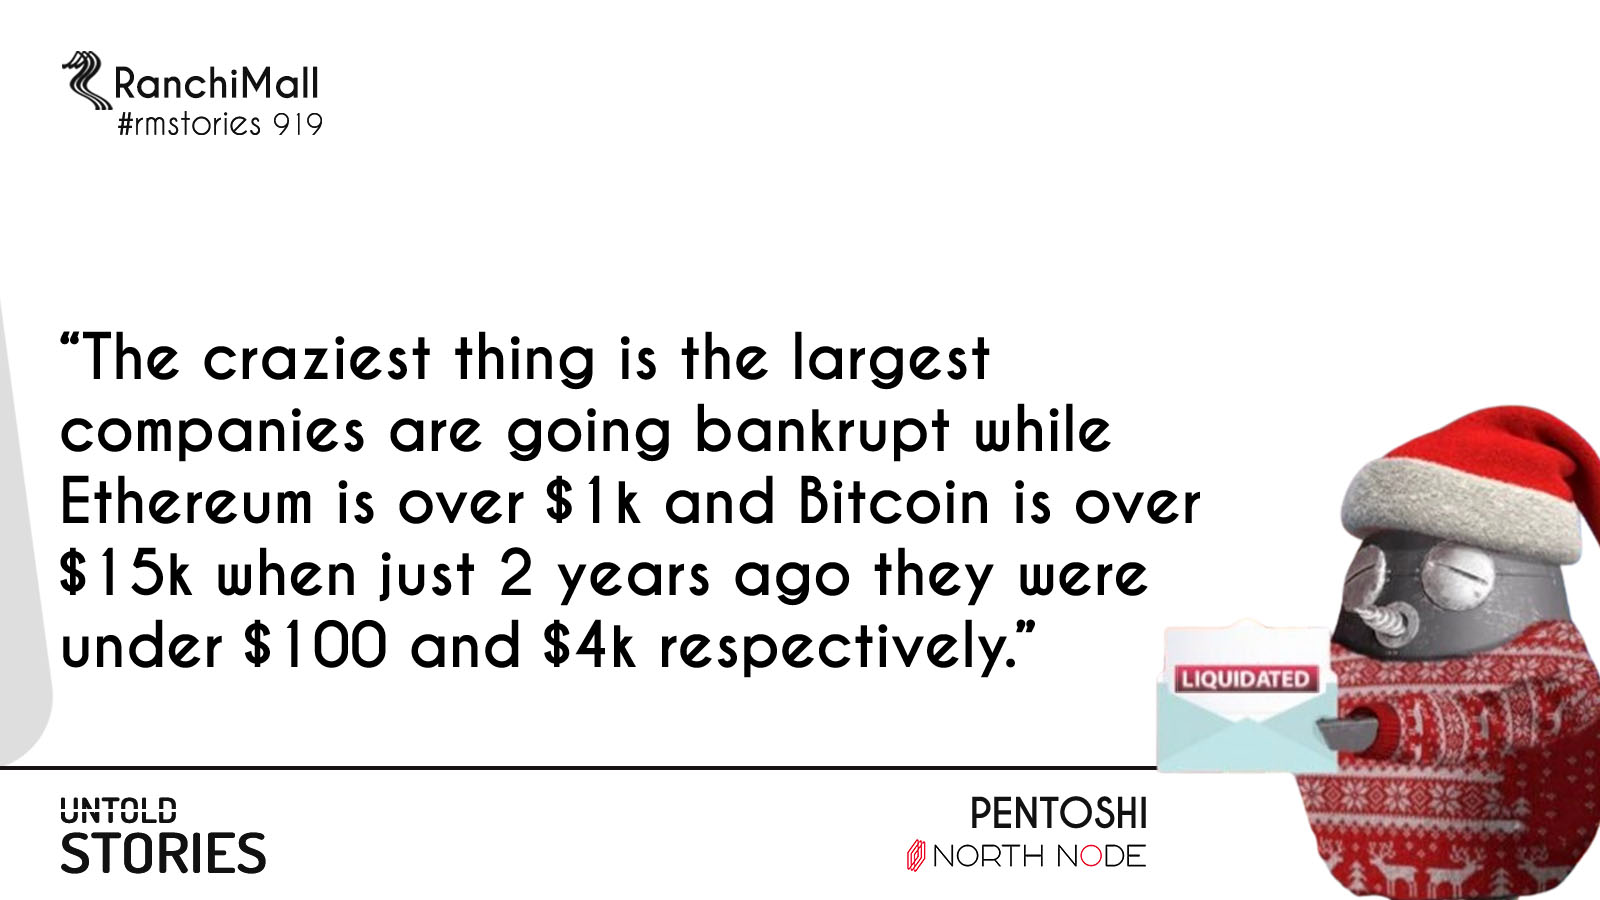 RanchiMall
#rmstories 919
“The craziest thing is the largest
companies are going bankrupt while
Ethereum is over $1k and Bitcoin is over
$15k when just 2 years ago they were
under $100 and $4k respectively.”
LIQUIDATED
UNTOLD
STORIES
PENTOSHI
NORTH NODE